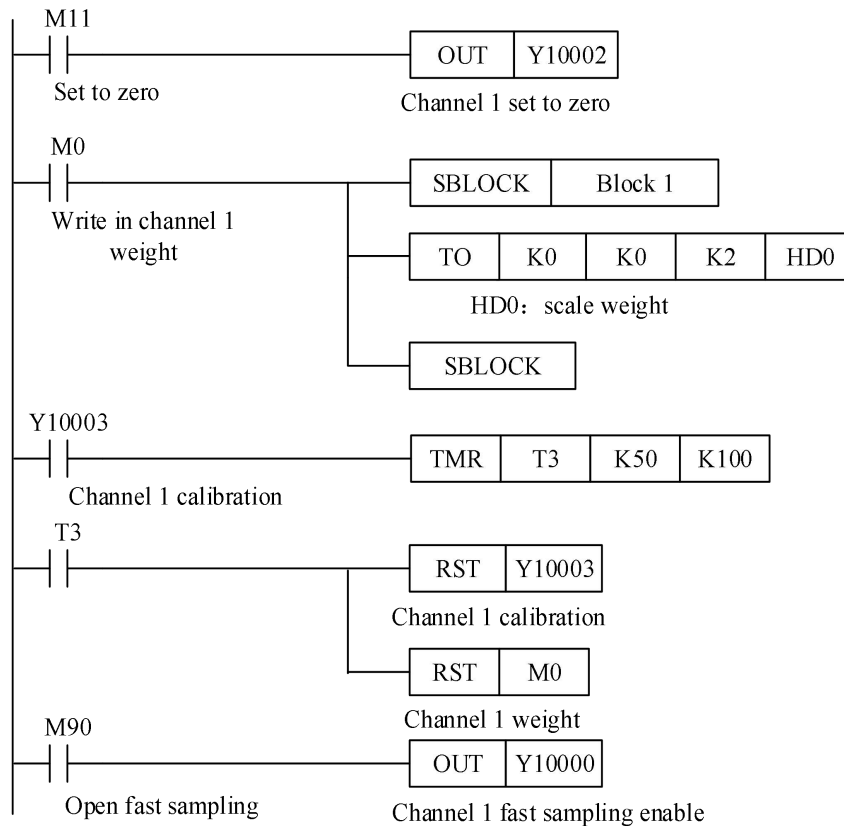 M11
OUT Y10002
Set to zero
Channel 1 set to zero
M0
SBLOCK Block 1
Write in channel 1
weight
TO K0 K0 K2 HD0
HD0：scale weight
SBLOCK
Y10003
TMR T3 K50 K100
Channel 1 calibration
T3
RST Y10003
Channel 1 calibration
RST M0
Channel 1 weight
M90
OUT Y10000
Open fast sampling
Channel 1 fast sampling enable